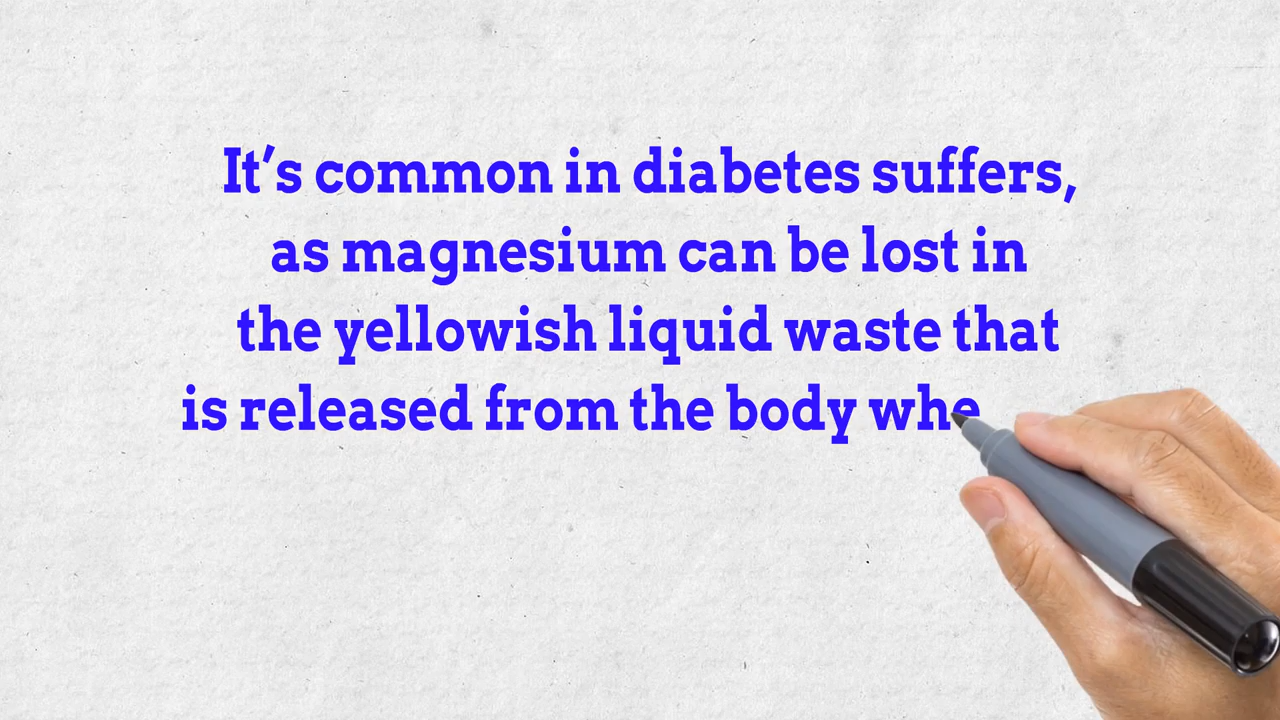 It’s common in diabetes suffers,
as magnesium can be lost in
the yellowish liquid waste that
is released from the body whe